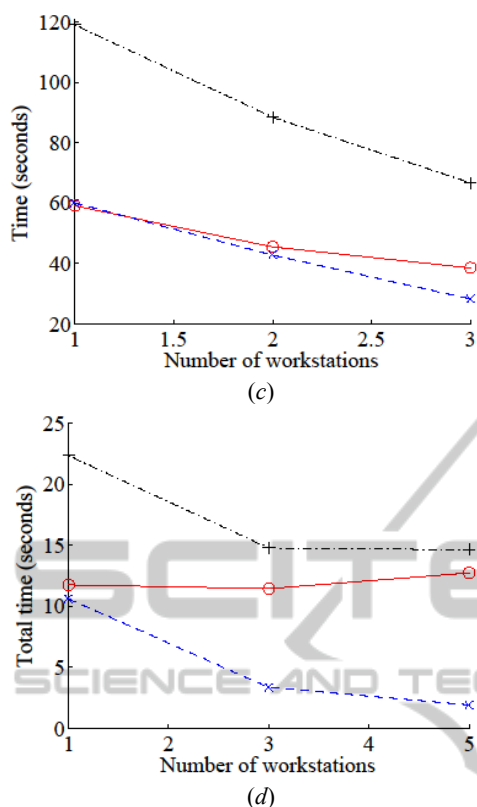 120
100
80
60
40
20
Time (seconds)
1 1.5 2 2.5 3
Number of workstations
(c)
25
20
15
10
5
0
Total time (seconds)
1 2 3 4 5
Number of workstations
(d)
SCITE
SCIENCE AND TEC